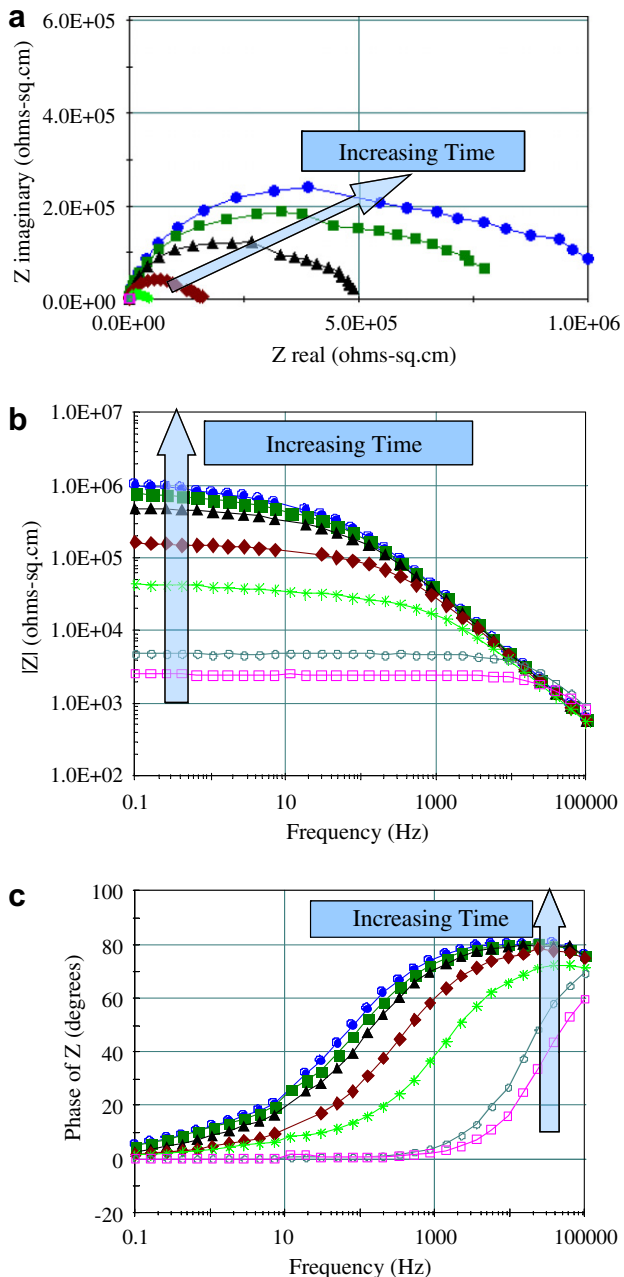 a
6.0E+05
4.0E+05
2.0E+05
0.0E+00
Z imaginary (ohms-sq.cm)
Increasing Time
0.0E+00
5.0E+05
1.0E+06
Z real (ohms-sq.cm)
b
1.0E+07
1.0E+06
1.0E+05
1.0E+04
1.0E+03
1.0E+02
|Z| (ohms-sq.cm)
Increasing Time
0.1
10
1000
100000
Frequency (Hz)
c
100
80
60
40
20
0
-20
Phase of Z (degrees)
Increasing Time
0.1
10
1000
100000
Frequency (Hz)